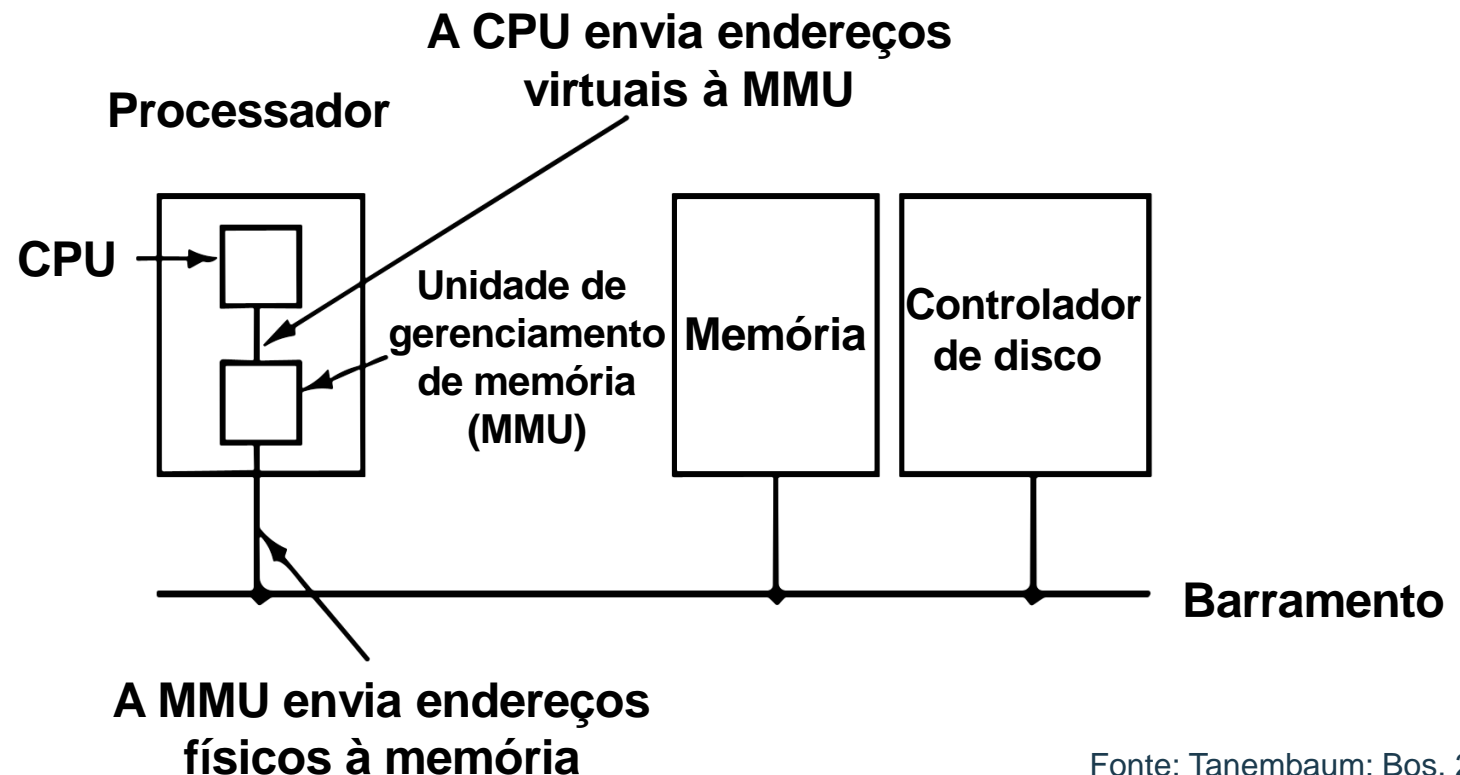 A CPU envia endereços
virtuais à MMU
Processador
CPU
Unidade de
gerenciamento
de memória
(MMU)
Memória
Controlador
de disco
Barramento
A MMU envia endereços
físicos à memória
Fonte: Tanembaum; Bos, 2